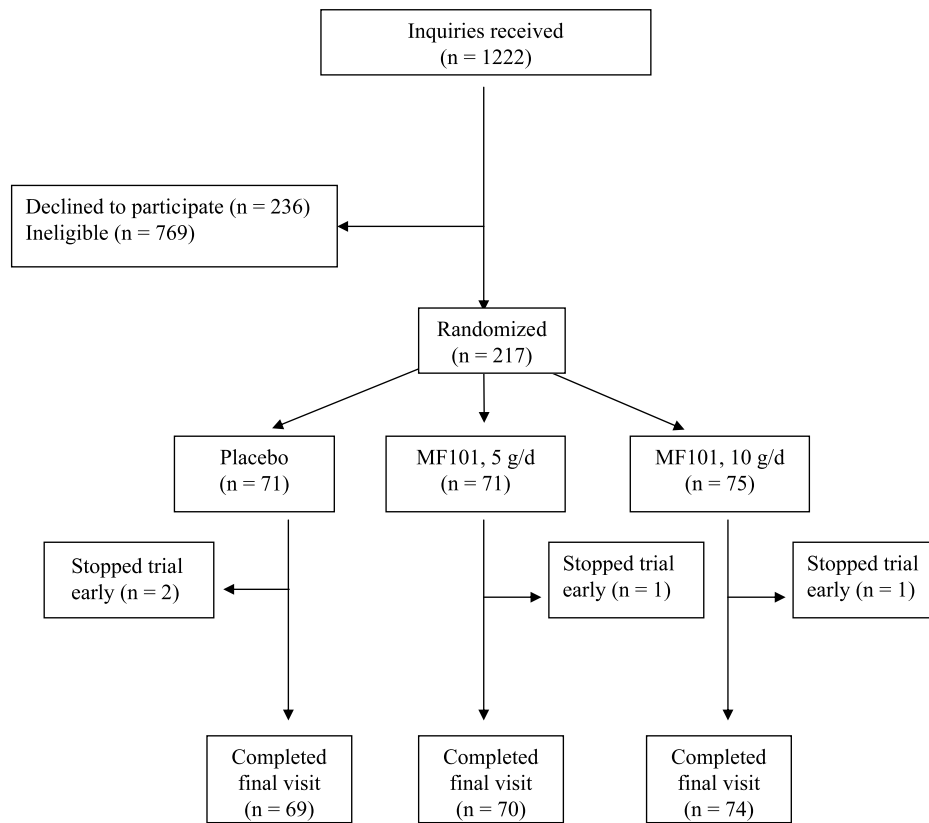 Inquiries received
(n = 1222)
Declined to participate (n = 236)
Ineligible (n = 769)
Randomized
(n = 217)
Placebo
(n = 71)
MF101, 5 g/d
(n = 71)
MF101, 10 g/d
(n = 75)
Stopped trial
early (n = 2)
Stopped trial
early (n = 1)
Stopped trial
early (n = 1)
Completed
final visit
(n = 69)
Completed
final visit
(n = 70)
Completed
final visit
(n = 74)